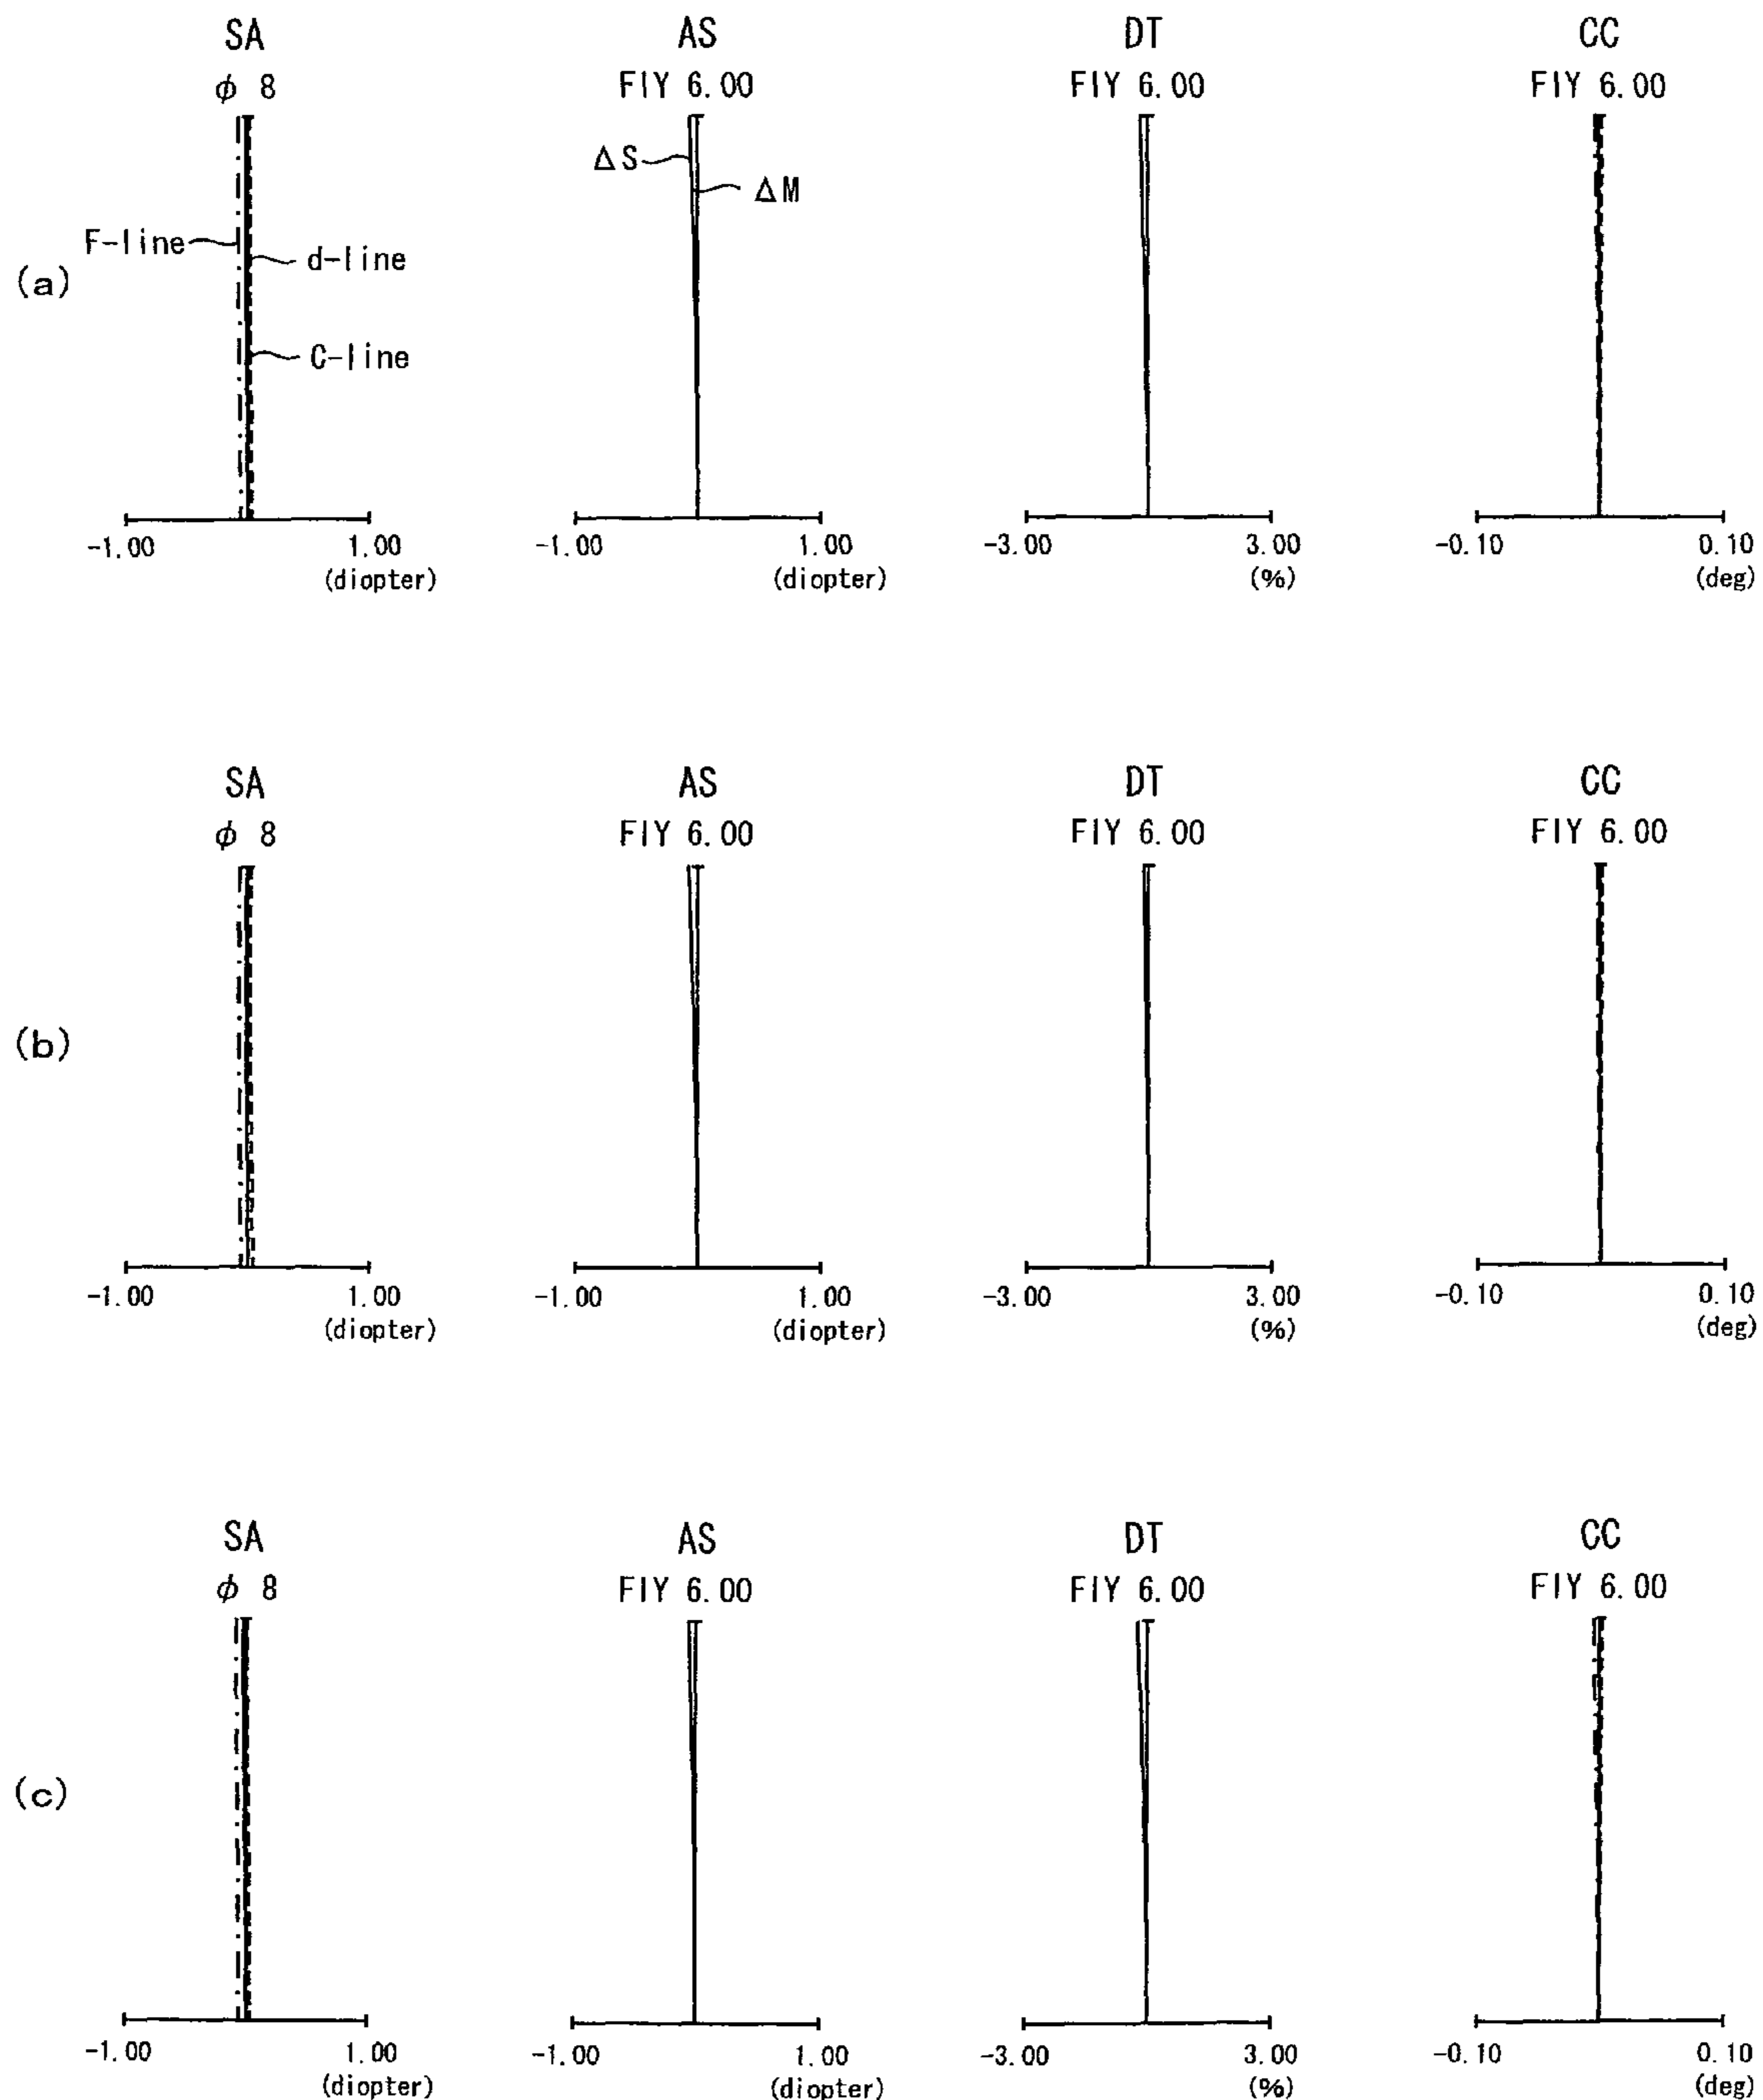 SA AS DT CC
φ 8 FIY 6.00 FIY 6.00 FIY 6.00
ΔS
ΔM
F-line
d-line
(a)
C-line
-1.00 1.00 -1.00 1.00 -3.00 3.00 -0.10 0.10
(diopter) (diopter) (%) (deg)
SA AS DT CC
φ 8 FIY 6.00 FIY 6.00 FIY 6.00
(b)
-1.00 1.00 -1.00 1.00 -3.00 3.00 -0.10 0.10
(diopter) (diopter) (%) (deg)
SA AS DT CC
φ 8 FIY 6.00 FIY 6.00 FIY 6.00
(c)
-1.00 1.00 -1.00 1.00 -3.00 3.00 -0.10 0.10
(diopter) (diopter) (%) (deg)